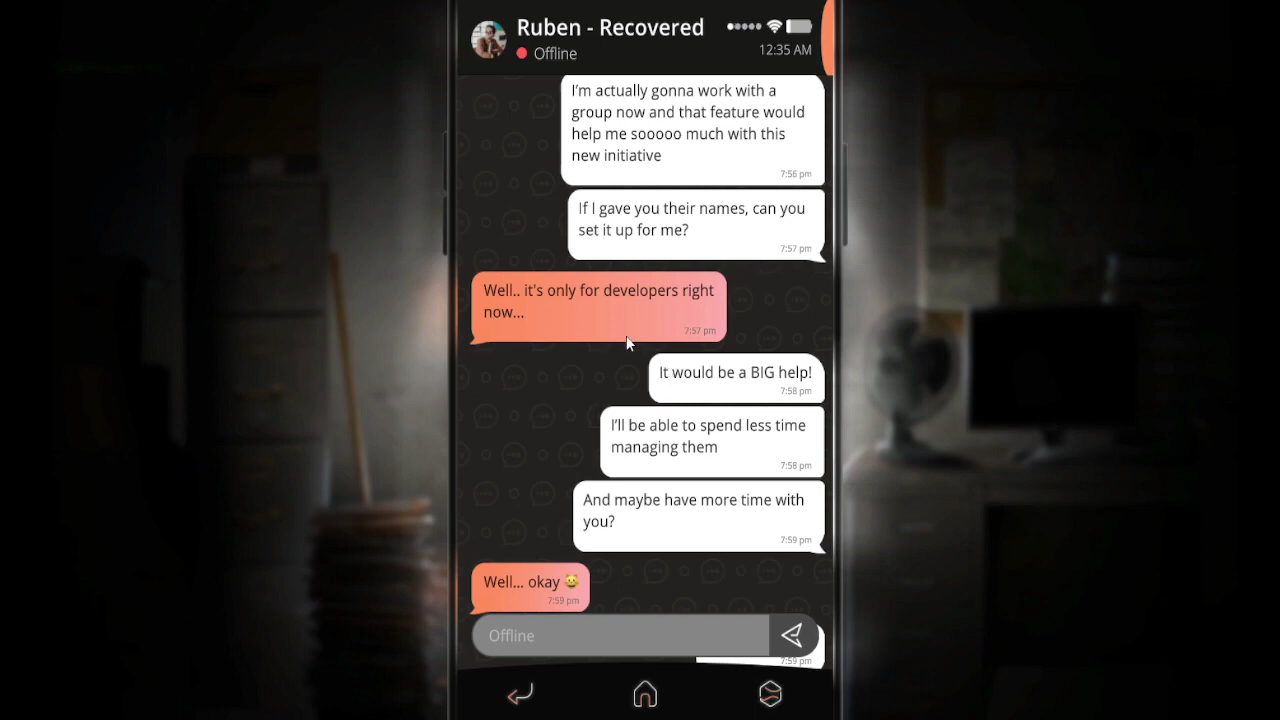 Ruben - Recovered
Offline
12:35 AM
I'm actually gonna work with a
group now and that feature would
help me sooooo much with this
new initiative
7:56 pm
If I gave you their names, can you
set it up for me?
7:57 pm
Well.. it's only for developers right
now...
7:57 pm
It would be a BIG help!
7:58 pm
I'll be able to spend less time
managing them
7:58 pm
And maybe have more time with
you?
7:59 pm
Well... okay 😺
7:59 pm
Offline
7:59 pm